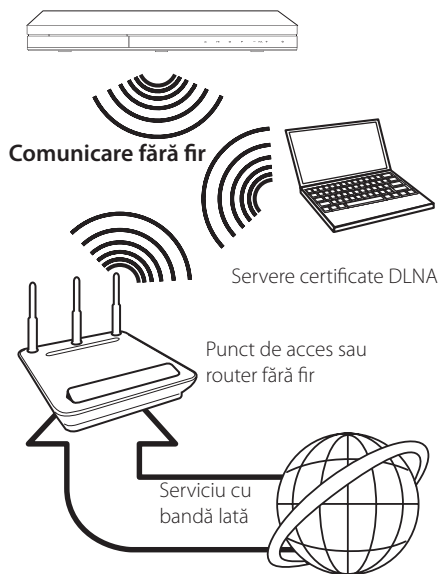 Comunicare fără fir
Servere certificate DLNA
Punct de acces sau
router fără fir
Serviciu cu
bandă lată